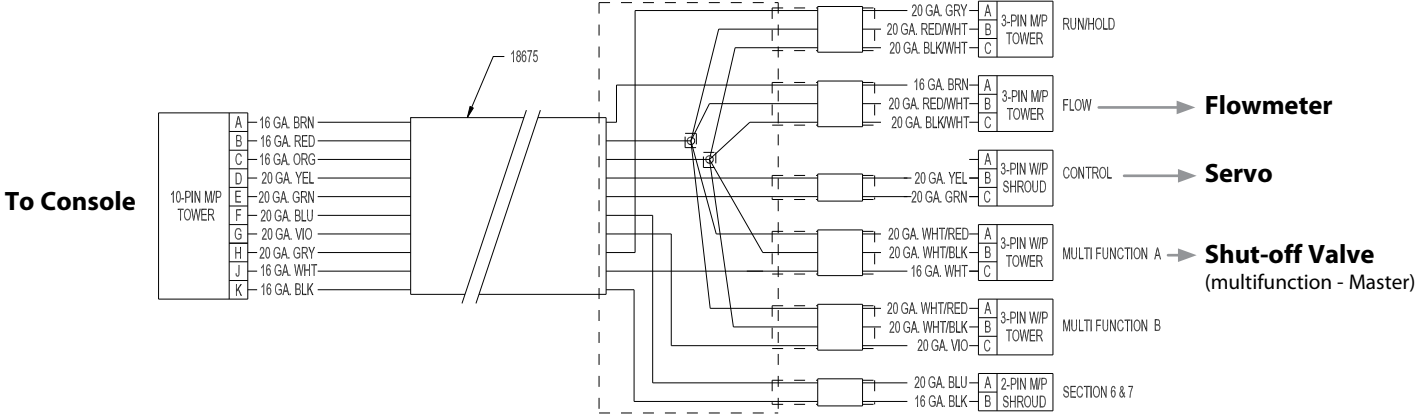 To Console
10-PIN M/P
TOWER
A 16 GA. BRN
B 16 GA. RED
C 16 GA. ORG
D 20 GA. YEL
E 20 GA. GRN
F 20 GA. BLU
G 20 GA. VIO
H 20 GA. GRY
J 16 GA. WHT
K 16 GA. BLK
18675
20 GA. GRY A
20 GA. RED/WHT B
20 GA. BLK/WHT C
3-PIN M/P
TOWER
RUN/HOLD
16 GA. BRN A
20 GA. RED/WHT B
20 GA. BLK/WHT C
3-PIN M/P
TOWER
FLOW
Flowmeter
A
20 GA. YEL B
20 GA. GRN C
3-PIN W/P
SHROUD
CONTROL
Servo
20 GA. WHT/RED A
20 GA. WHT/BLK B
16 GA. WHT C
3-PIN W/P
TOWER
MULTI FUNCTION A
Shut-off Valve
(multifunction - Master)
20 GA. WHT/RED A
20 GA. WHT/BLK B
20 GA. VIO C
3-PIN W/P
TOWER
MULTI FUNCTION B
20 GA. BLU A
16 GA. BLK B
2-PIN M/P
SHROUD
SECTION 6 & 7